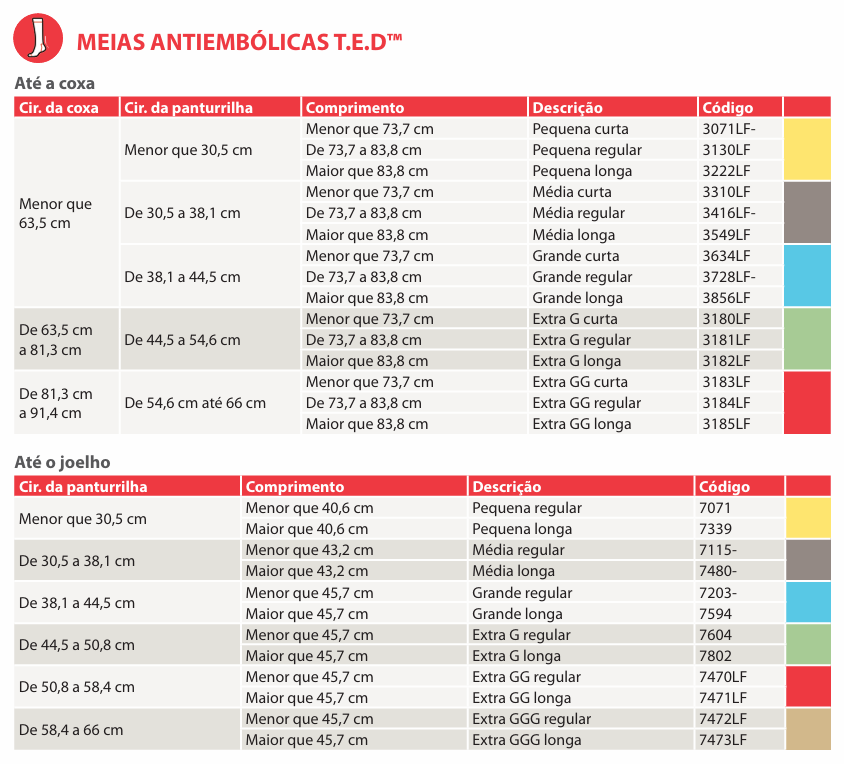 MEIAS ANTIEMBÓLICAS T.E.D™
Até a coxa
Cir. da coxa Cir. da panturrilha Comprimento Descrição Código
Menor que 63,5 cm Menor que 30,5 cm Menor que 73,7 cm Pequena curta 3071LF-
De 73,7 a 83,8 cm Pequena regular 3130LF
Maior que 83,8 cm Pequena longa 3222LF
De 30,5 a 38,1 cm Menor que 73,7 cm Média curta 3310LF
De 73,7 a 83,8 cm Média regular 3416LF-
Maior que 83,8 cm Média longa 3549LF
De 38,1 a 44,5 cm Menor que 73,7 cm Grande curta 3634LF
De 73,7 a 83,8 cm Grande regular 3728LF-
Maior que 83,8 cm Grande longa 3856LF
De 63,5 cm a 81,3 cm De 44,5 a 54,6 cm Menor que 73,7 cm Extra G curta 3180LF
De 73,7 a 83,8 cm Extra G regular 3181LF
Maior que 83,8 cm Extra G longa 3182LF
De 81,3 cm a 91,4 cm De 54,6 cm até 66 cm Menor que 73,7 cm Extra GG curta 3183LF
De 73,7 a 83,8 cm Extra GG regular 3184LF
Maior que 83,8 cm Extra GG longa 3185LF
Até o joelho
Cir. da panturrilha Comprimento Descrição Código
Menor que 30,5 cm Menor que 40,6 cm Pequena regular 7071
Maior que 40,6 cm Pequena longa 7339
De 30,5 a 38,1 cm Menor que 43,2 cm Média regular 7115-
Maior que 43,2 cm Média longa 7480-
De 38,1 a 44,5 cm Menor que 45,7 cm Grande regular 7203-
Maior que 45,7 cm Grande longa 7594
De 44,5 a 50,8 cm Menor que 45,7 cm Extra G regular 7604
Maior que 45,7 cm Extra G longa 7802
De 50,8 a 58,4 cm Menor que 45,7 cm Extra GG regular 7470LF
Maior que 45,7 cm Extra GG longa 7471LF
De 58,4 a 66 cm Menor que 45,7 cm Extra GGG regular 7472LF
Maior que 45,7 cm Extra GGG longa 7473LF